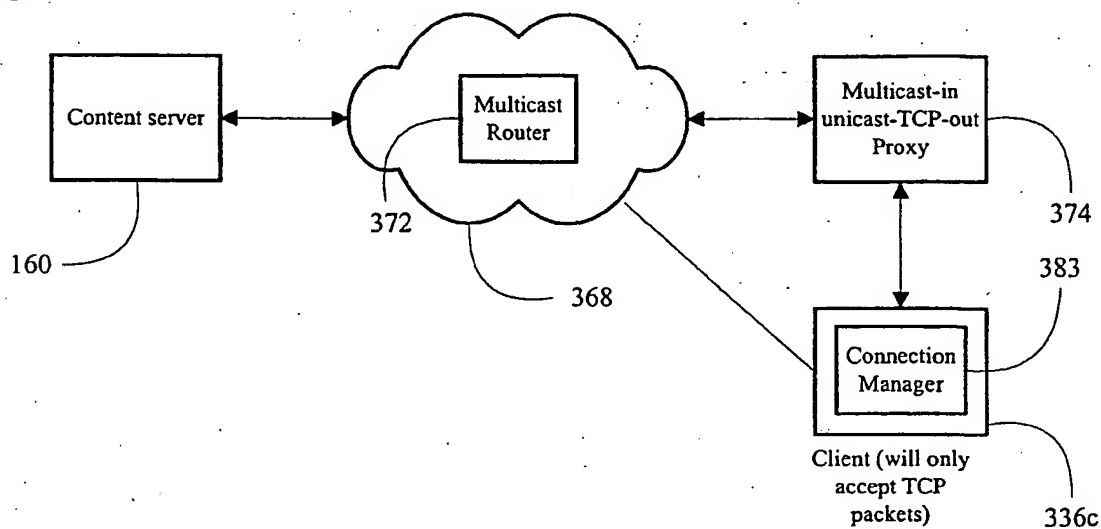 Content server
Multicast
Router
Multicast-in
unicast-TCP-out
Proxy
372
374
160
368
383
Connection
Manager
Client (will only
accept TCP
packets)
336c